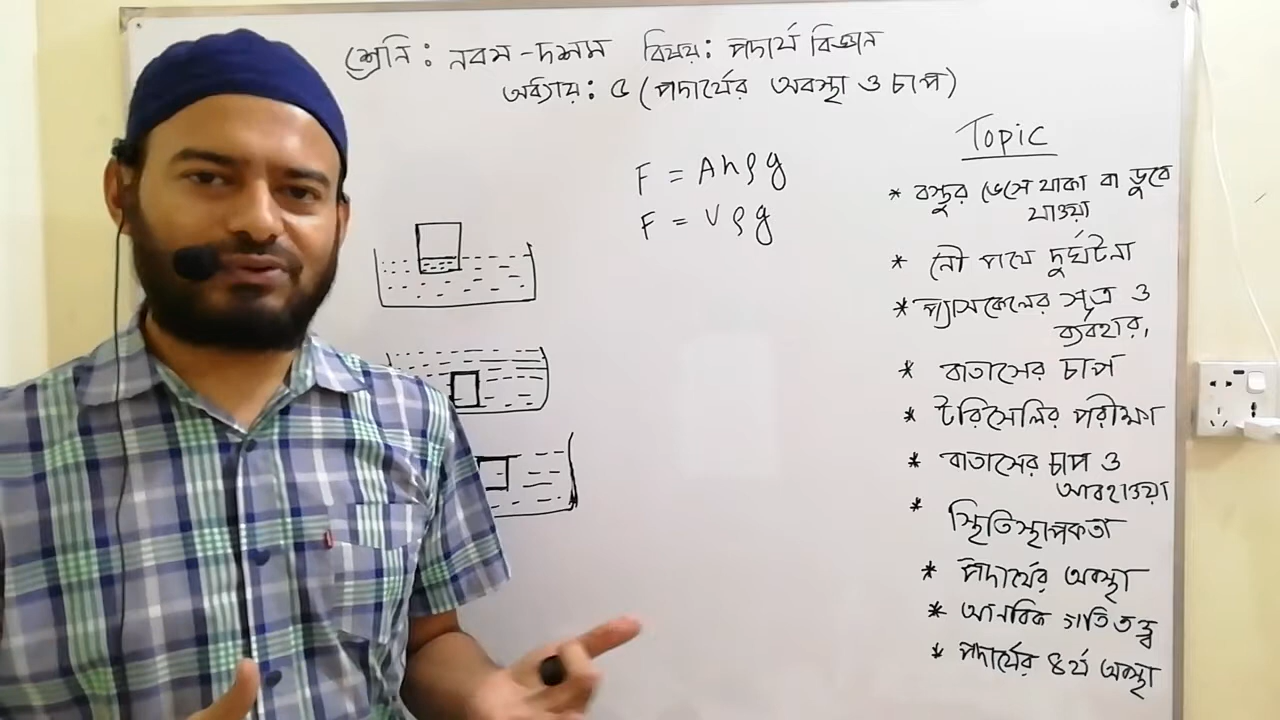 শ্রেনি : নবম - দশম বিষয় : পদার্থ বিজ্ঞান
অধ্যায় : ৫ ( পদার্থের অবস্থা ও চাপ )
F = Ahρg
F = Vρg
Topic
* বস্তুর ভেসে থাকা বা ডুবে
যাওয়া
* নৌ পথে দুর্ঘটনা
* প্যাসকেলের সূত্র ও
ব্যবহার,
* বাতাসের চাপ
* টরিসেলির পরীক্ষা
* বাতাসের চাপ ও
আবহাওয়া
* স্থিতিস্থাপকতা
* পদার্থের অবস্থা
* আনবিক গতিতত্ত্ব
* পদার্থের ৪র্থ অবস্থা